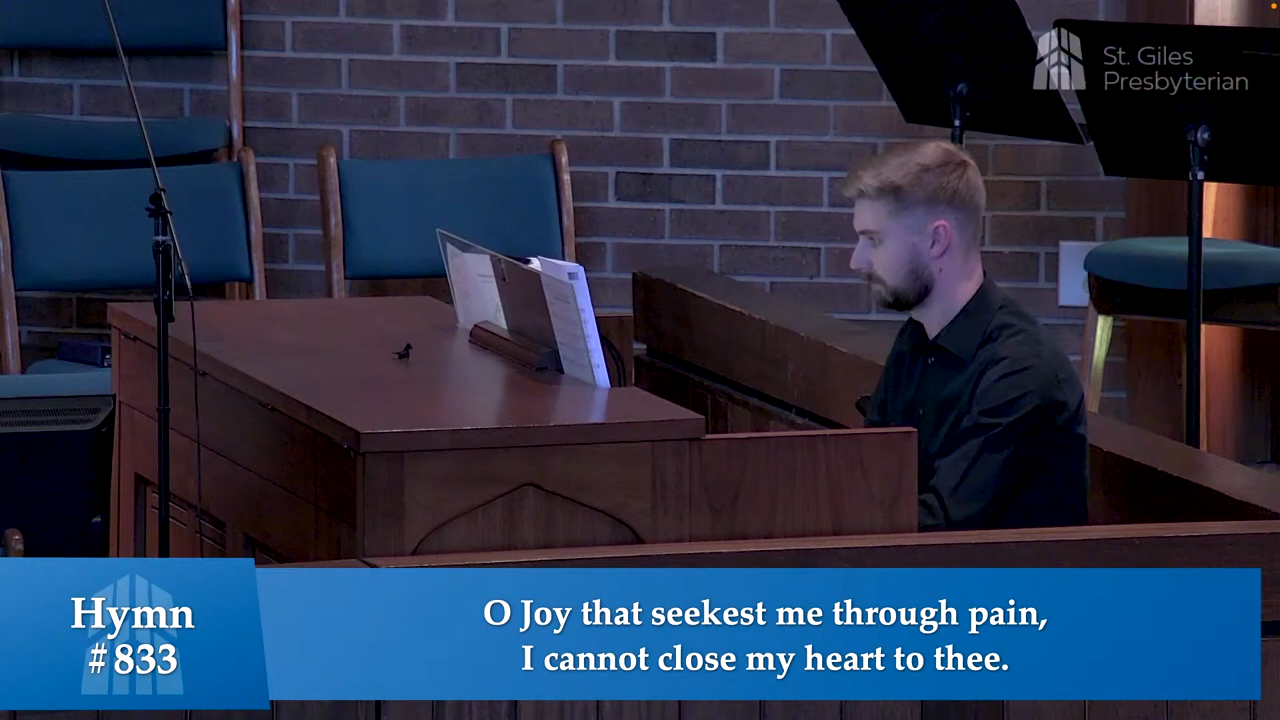 St. Giles
Presbyterian
Hymn
#833
O Joy that seekest me through pain,
I cannot close my heart to thee.